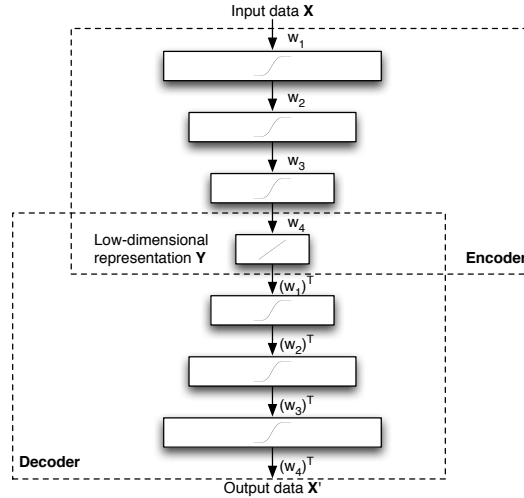 Input data X
w1
w2
w3
w4
Low-dimensional
representation Y
Encoder
(w1)T
(w2)T
(w3)T
Decoder
(w4)T
Output data X'